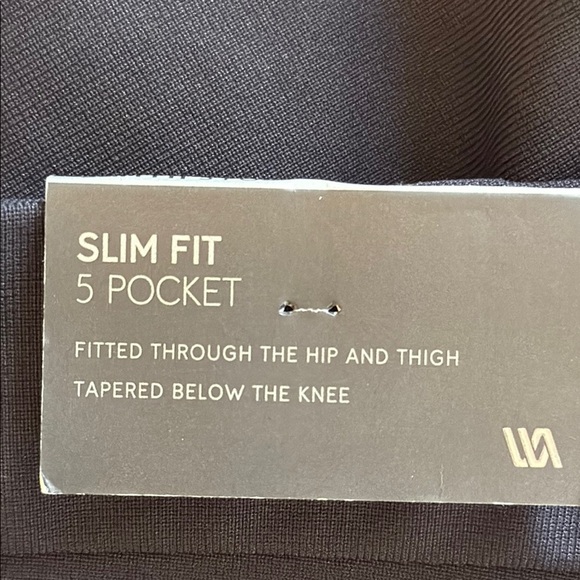 SLIM FIT
5 POCKET
FITTED THROUGH THE HIP AND THIGH
TAPERED BELOW THE KNEE